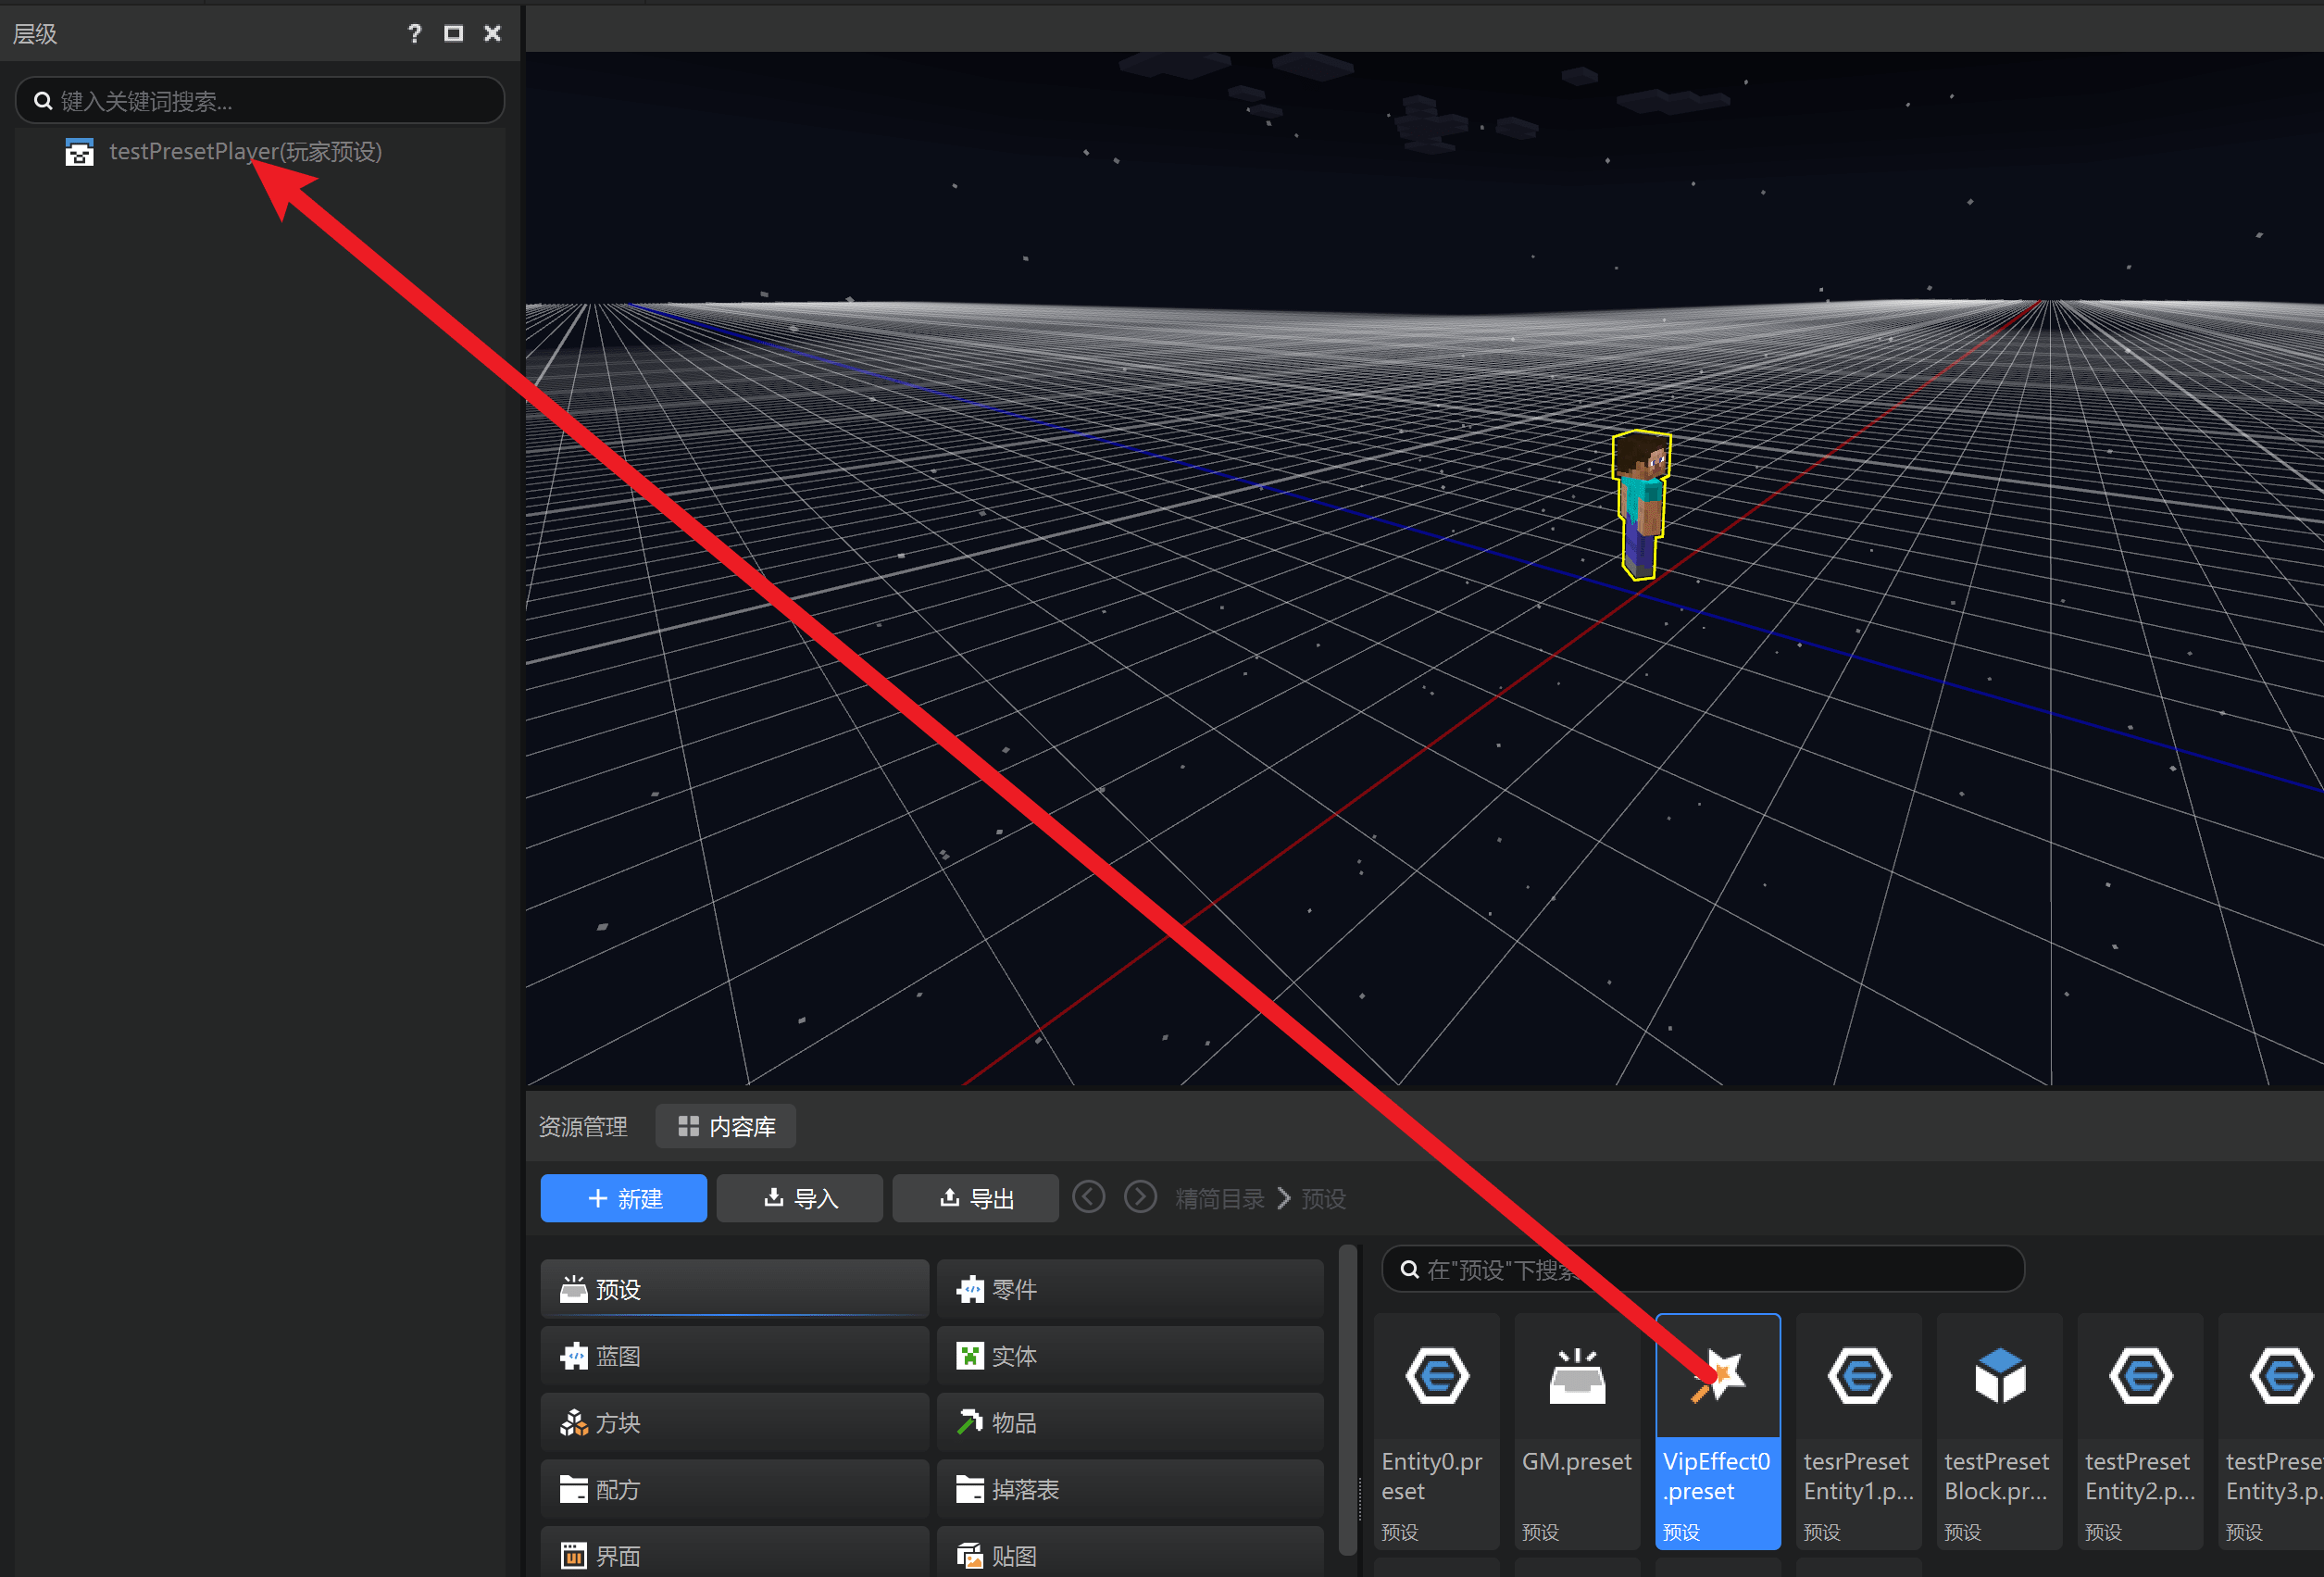 层级
键入关键词搜索...
testPresetPlayer(玩家预设)
资源管理
内容库
新建
导入
导出
精简目录
预设
预设
零件
蓝图
实体
方块
物品
配方
掉落表
界面
贴图
在"预设"下搜索
Entity0.pr
eset
预设
GM.preset
预设
VipEffect0
.preset
预设
tesrPreset
Entity1.p...
预设
testPreset
Block.pr...
预设
testPreset
Entity2.p...
预设
testPreset
Entity3.p.
预设